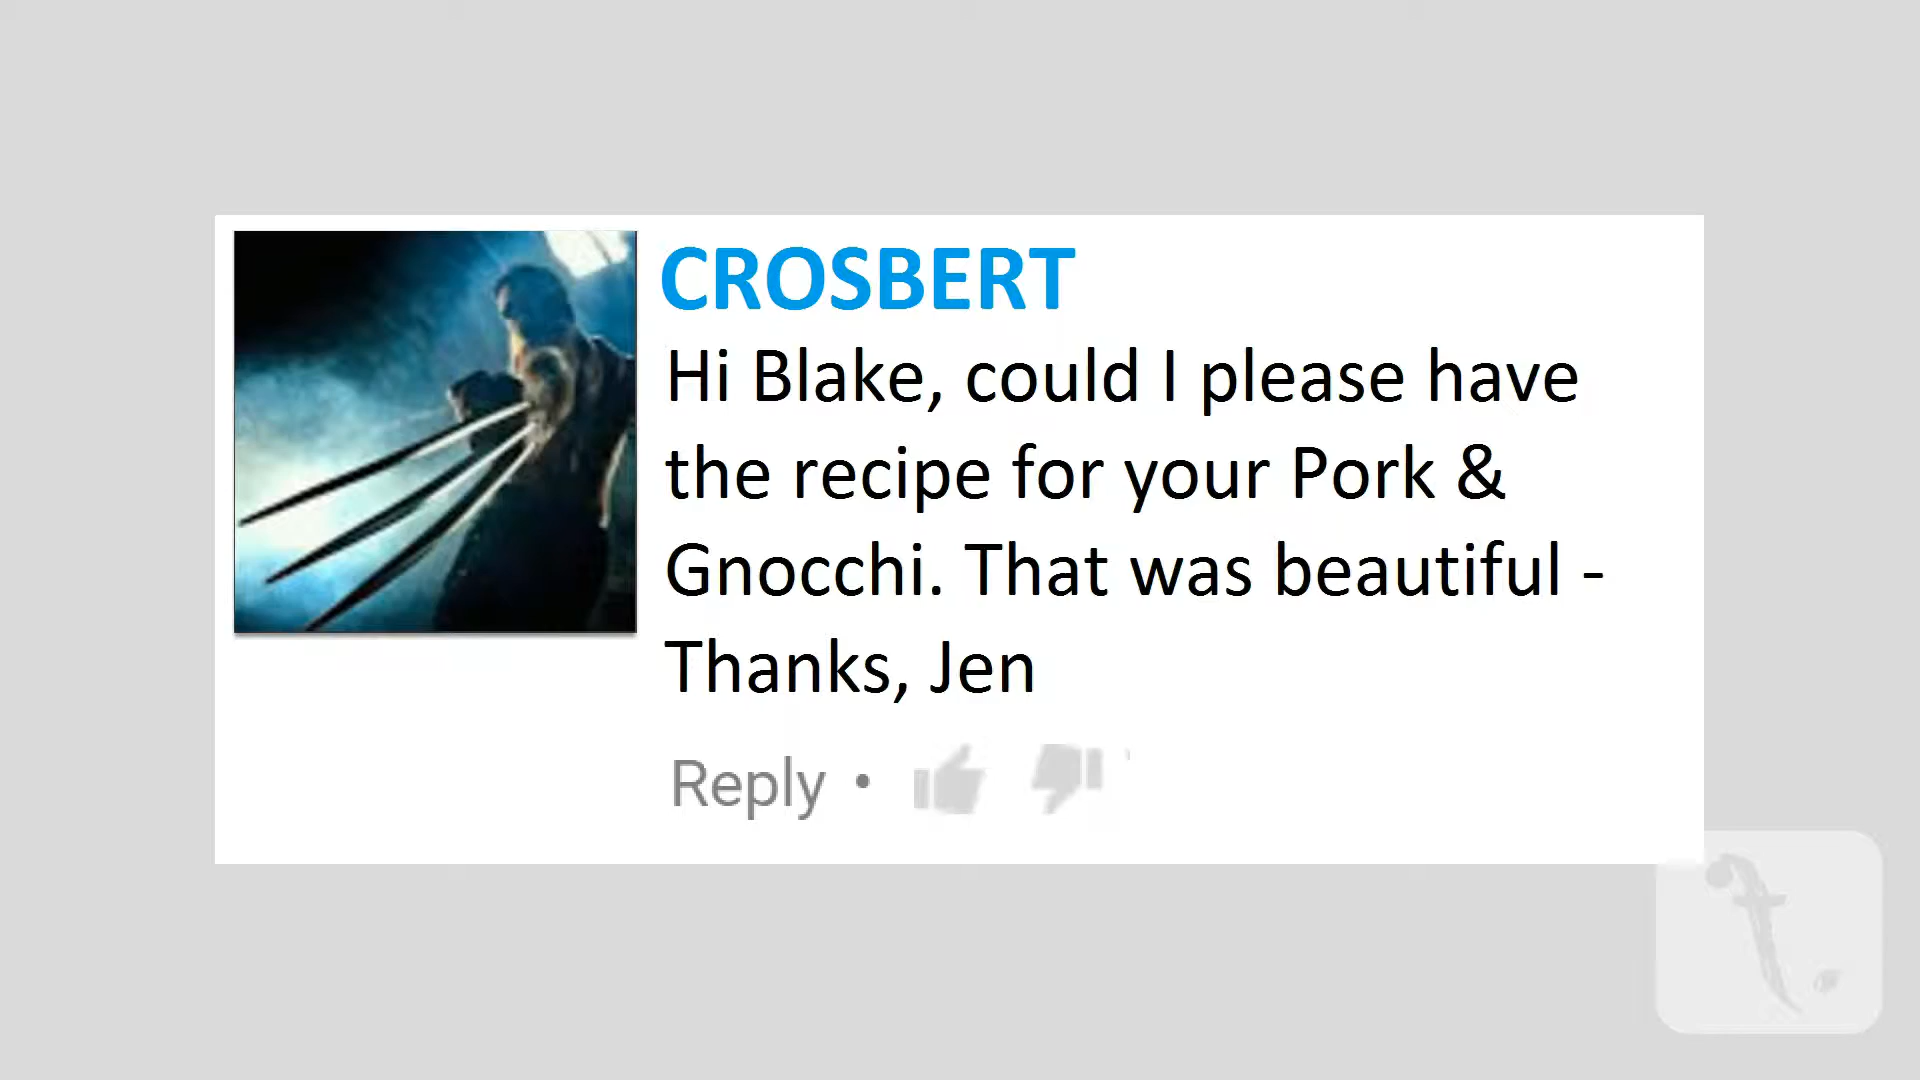 CROSBERT
Hi Blake, could I please have
the recipe for your Pork &
Gnocchi. That was beautiful -
Thanks, Jen
Reply •
f.